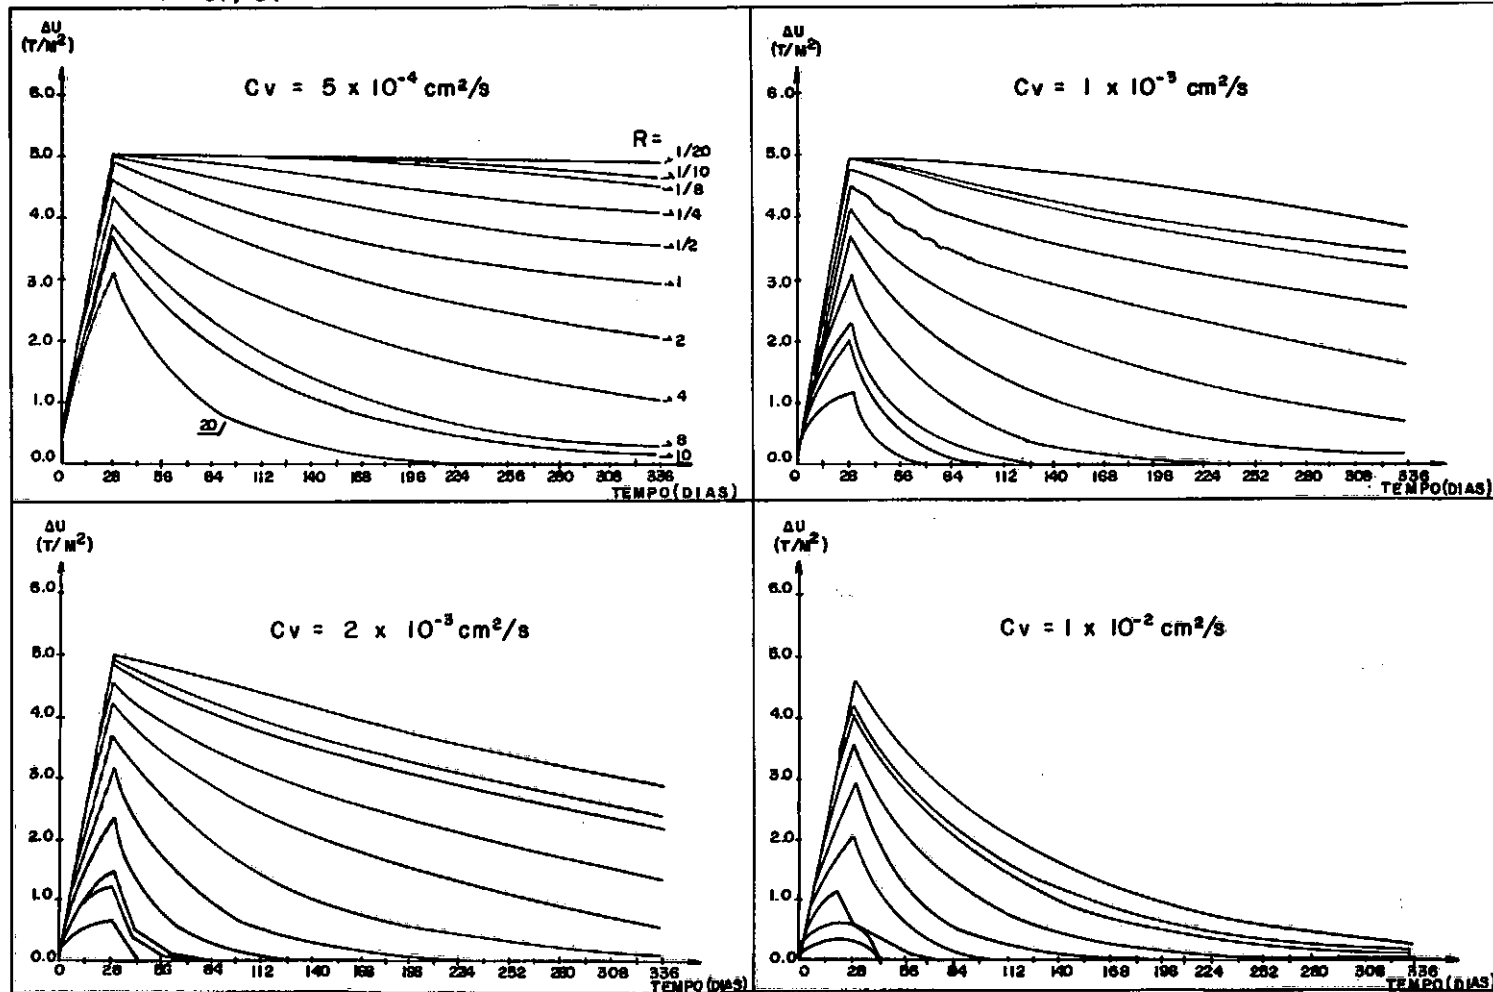 ΔU
(T/M²)
Cv = 5 x 10⁻⁴ cm²/s
6.0
5.0
4.0
3.0
2.0
1.0
0.0
R =
1/20
1/10
1/8
1/4
1/2
1
2
4
8
10
20
0 28 56 84 112 140 168 196 224 256 280 308 336
TEMPO(DIAS)
ΔU
(T/M²)
Cv = 1 x 10⁻³ cm²/s
6.0
5.0
4.0
3.0
2.0
1.0
0.0
0 28 56 84 112 140 168 196 224 252 280 308 336
TEMPO(DIAS)
ΔU
(T/M²)
Cv = 2 x 10⁻³ cm²/s
6.0
5.0
4.0
3.0
2.0
1.0
0.0
0 28 56 84 112 140 168 196 224 252 280 308 336
TEMPO(DIAS)
ΔU
(T/M²)
Cv = 1 x 10⁻² cm²/s
6.0
5.0
4.0
3.0
2.0
1.0
0.0
0 28 56 84 112 140 168 196 224 252 280 308 336
TEMPO(DIAS)